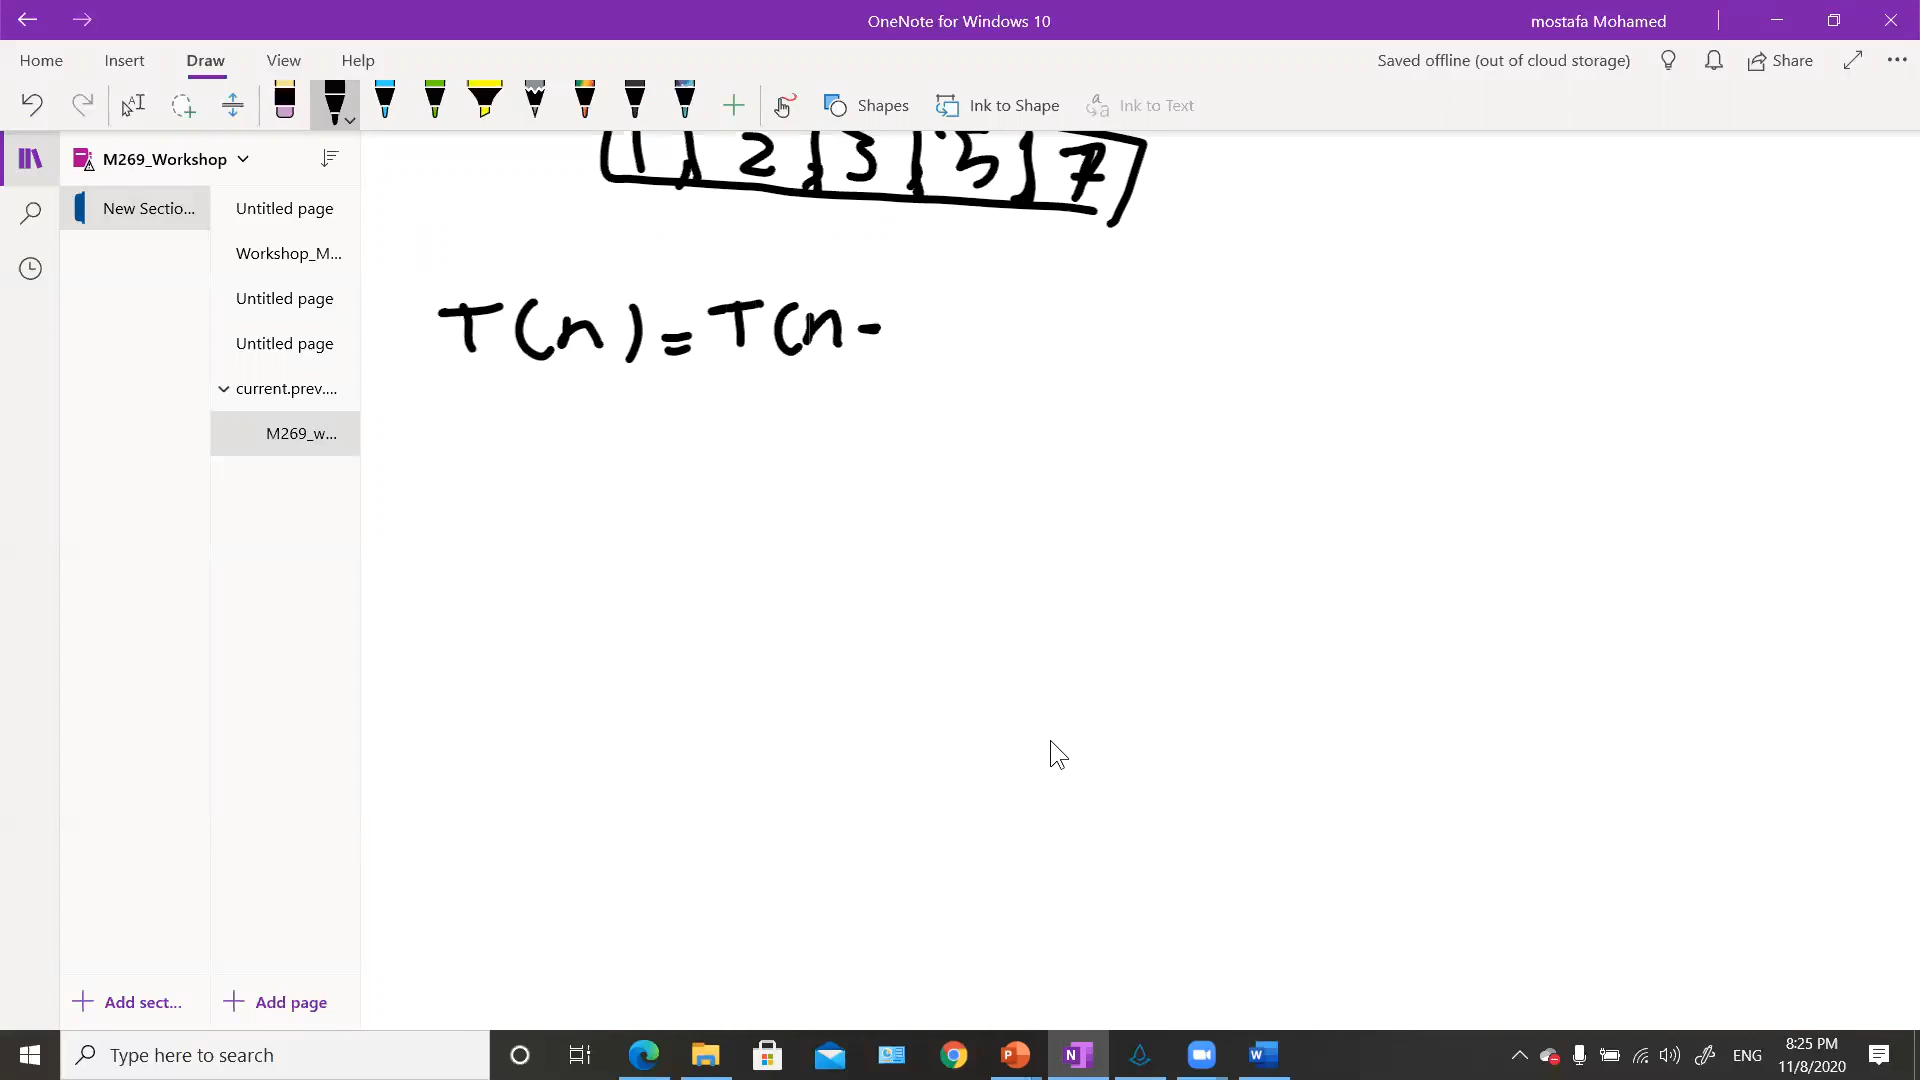 OneNote for Windows 10
mostafa Mohamed
Home Insert Draw View Help
Saved offline (out of cloud storage)
Share
Shapes
Ink to Shape
Ink to Text
M269_Workshop
New Sectio...
Untitled page
Workshop_M...
Untitled page
Untitled page
current.prev....
M269_w...
1 2 3 5 7
T(n) = T(n -
Add sect...
Add page
Type here to search
ENG
8:25 PM
11/8/2020